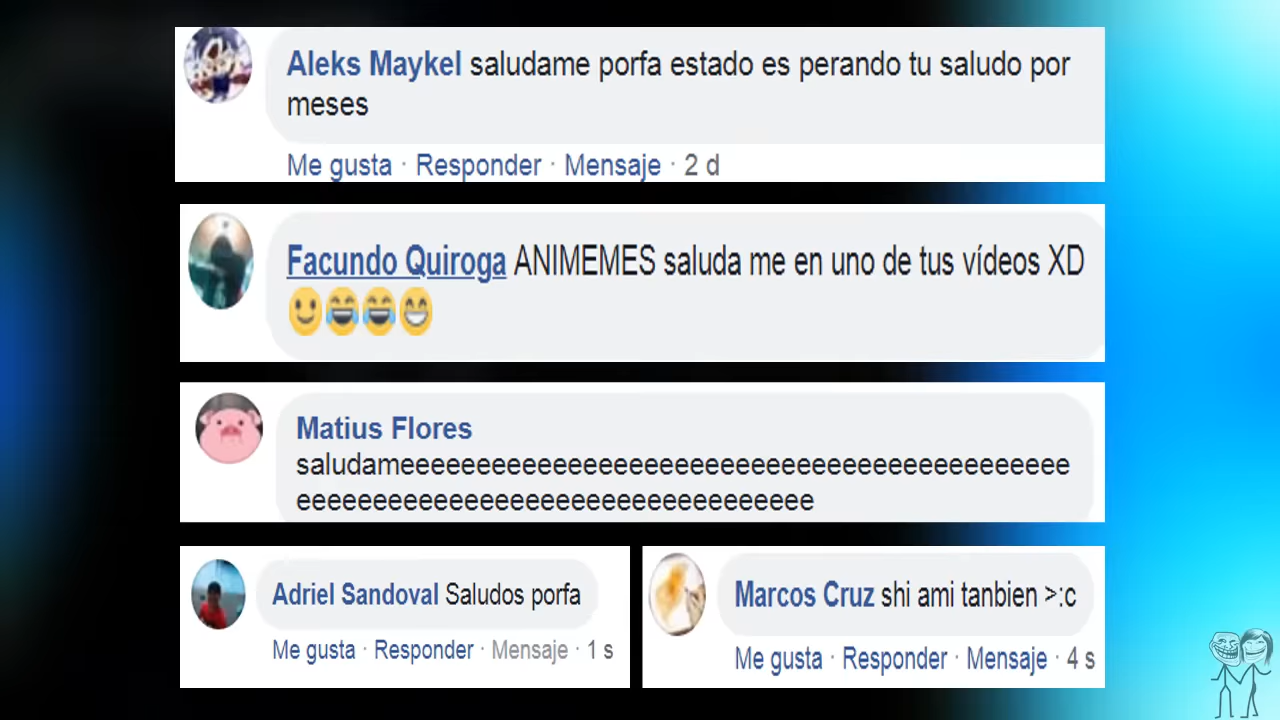 Aleks Maykel saludame porfa estado es perando tu saludo por
meses
Me gusta · Responder · Mensaje · 2 d
Facundo Quiroga ANIMEMES saluda me en uno de tus vídeos XD
🙂😂😂😁
Matius Flores
saludameeeeeeeeeeeeeeeeeeeeeeeeeeeeeeeeeeeeeeeeeeeee
eeeeeeeeeeeeeeeeeeeeeeeeeeeeeeeeee
Adriel Sandoval Saludos porfa
Me gusta · Responder · Mensaje · 1 s
Marcos Cruz shi ami tanbien >:c
Me gusta · Responder · Mensaje · 4 s